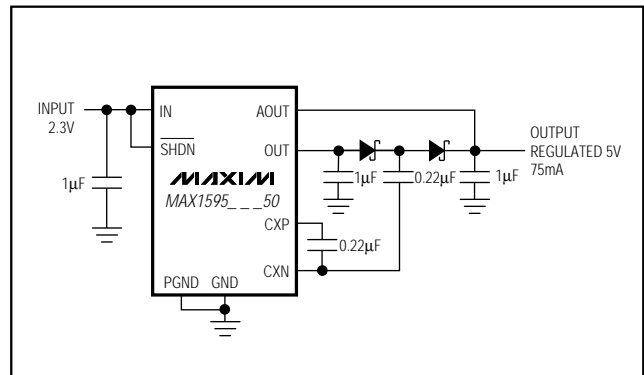 INPUT
2.3V
1µF
IN
SHDN
MAXIM
MAX1595_ _ _50
PGND GND
AOUT
OUT
CXP
CXN
1µF
0.22µF
1µF
0.22µF
OUTPUT
REGULATED 5V
75mA